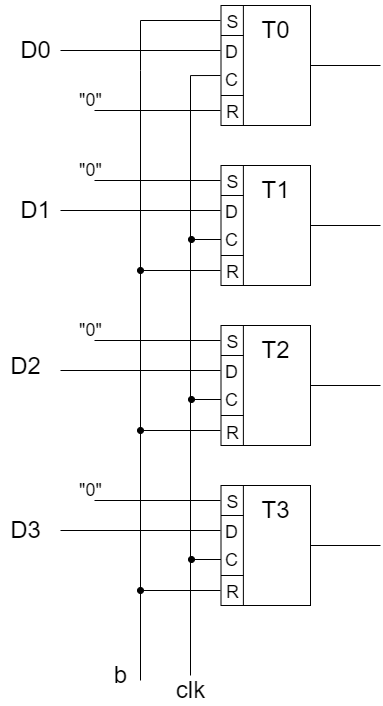 S T0
D0 D
C
"0" R
"0" S T1
D1 D
C
R
"0" S T2
D2 D
C
R
"0" S T3
D3 D
C
R
b
clk